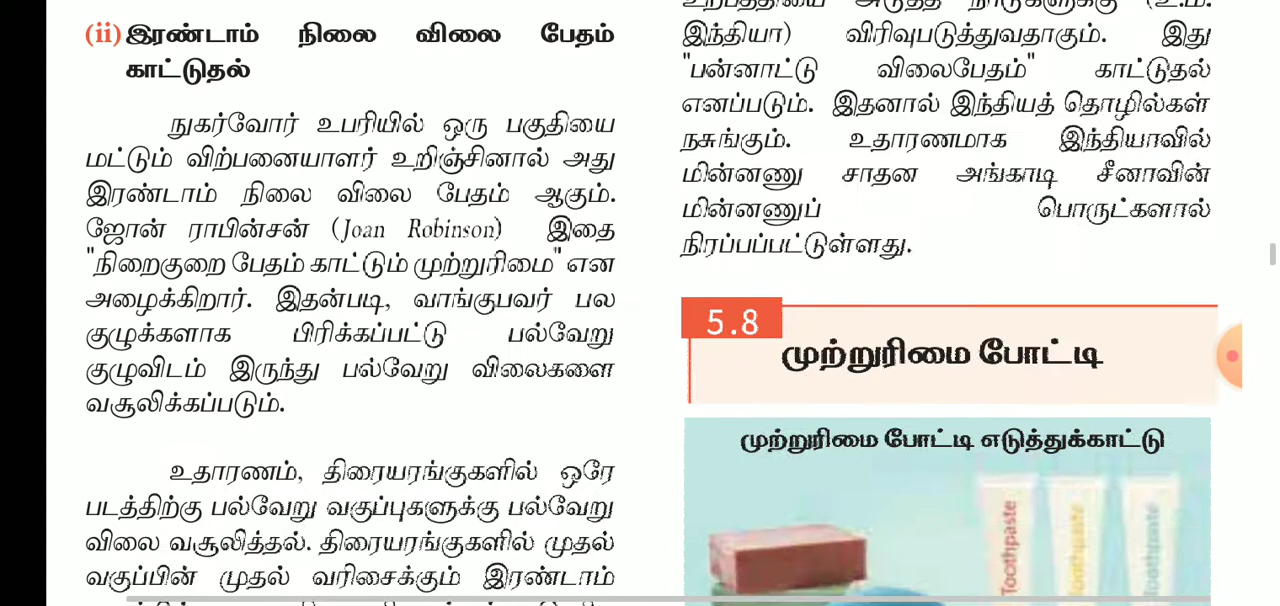 (ii) இரண்டாம் நிலை விலை பேதம்
காட்டுதல்
நுகர்வோர் உபரியில் ஒரு பகுதியை
மட்டும் விற்பனையாளர் உறிஞ்சினால் அது
இரண்டாம் நிலை விலை பேதம் ஆகும்.
ஜோன் ராபின்சன் (Joan Robinson) இதை
"நிறைகுறை பேதம் காட்டும் முற்றுரிமை" என
அழைக்கிறார். இதன்படி, வாங்குபவர் பல
குழுக்களாக பிரிக்கப்பட்டு பல்வேறு
குழுவிடம் இருந்து பல்வேறு விலைகளை
வசூலிக்கப்படும்.
உதாரணம், திரையரங்குகளில் ஒரே
படத்திற்கு பல்வேறு வகுப்புகளுக்கு பல்வேறு
விலை வசூலித்தல். திரையரங்குகளில் முதல்
வகுப்பின் முதல் வரிசைக்கும் இரண்டாம்
உற்பத்தியை அடுத்த நாடுகளுக்கு (உ.ம்.
இந்தியா) விரிவுபடுத்துவதாகும். இது
"பன்னாட்டு விலைபேதம்" காட்டுதல்
எனப்படும். இதனால் இந்தியத் தொழில்கள்
நசுங்கும். உதாரணமாக இந்தியாவில்
மின்னணு சாதன அங்காடி சீனாவின்
மின்னணுப் பொருட்களால்
நிரப்பப்பட்டுள்ளது.
5.8
முற்றுரிமை போட்டி
முற்றுரிமை போட்டி எடுத்துக்காட்டு
Toothpaste
Toothpaste
Toothpaste